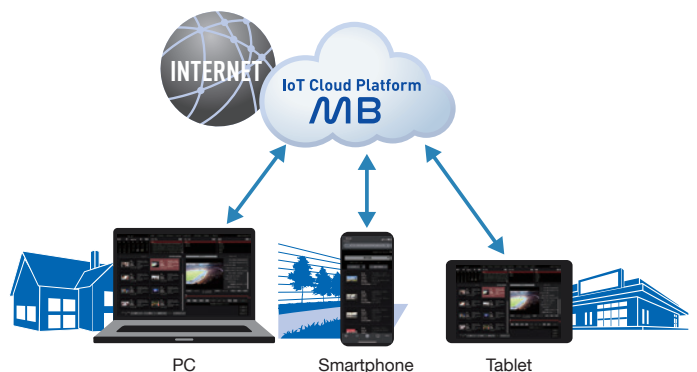 INTERNET
IoT Cloud Platform
MB
PC
Smartphone
Tablet